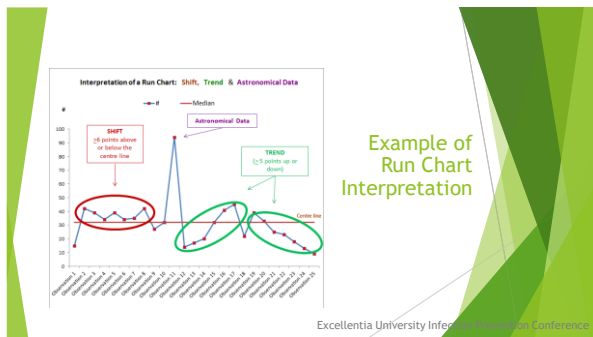 Interpretation of a Run Chart: Shift, Trend & Astronomical Data
# Median
#
Astronomical Data
SHIFT
≥6 points above
or below the
centre line
TREND
(≥5 points up or
down)
Centre line
100
90
80
70
60
50
40
30
20
10
0
Observation 1
Observation 2
Observation 3
Observation 4
Observation 5
Observation 6
Observation 7
Observation 8
Observation 9
Observation 10
Observation 11
Observation 12
Observation 13
Observation 14
Observation 15
Observation 16
Observation 17
Observation 18
Observation 19
Observation 20
Observation 21
Observation 22
Observation 23
Observation 24
Observation 25
Example of
Run Chart
Interpretation
Excellentia University Infection Prevention Conference